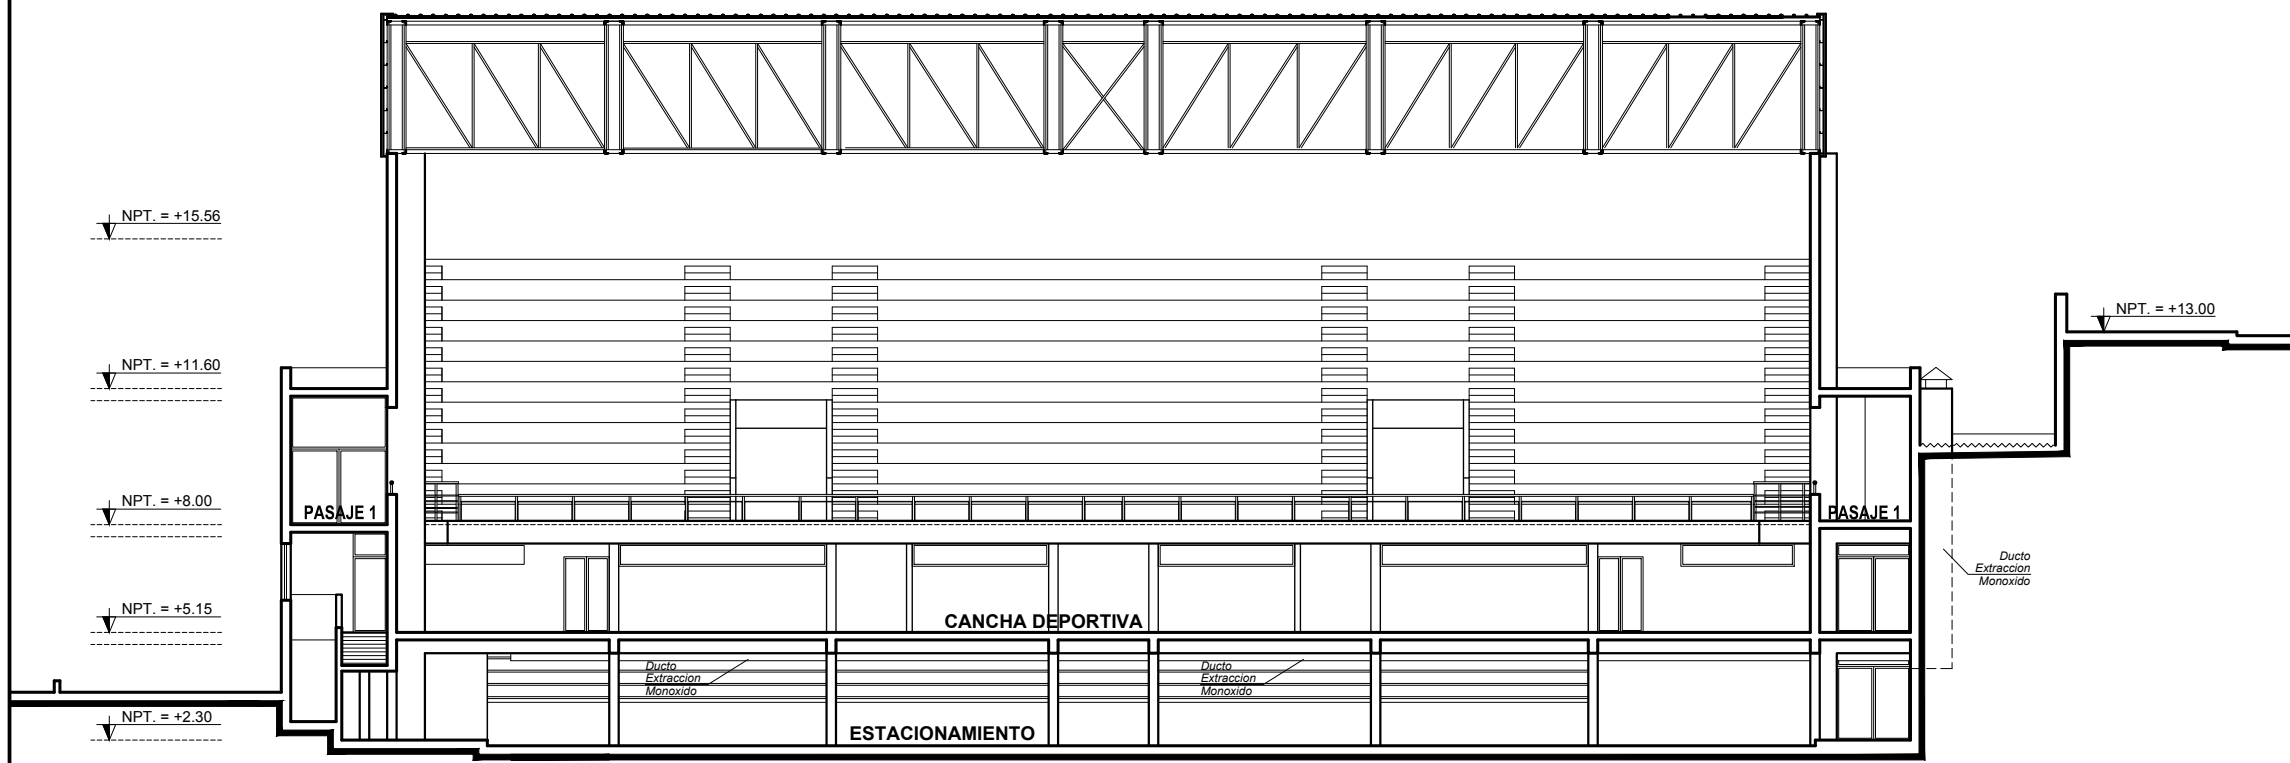 NPT. = +15.56
NPT. = +13.00
NPT. = +11.60
NPT. = +8.00
PASAJE 1
PASAJE 1
Ducto
Extraccion
Monoxido
NPT. = +5.15
CANCHA DEPORTIVA
Ducto
Extraccion
Monoxido
Ducto
Extraccion
Monoxido
NPT. = +2.30
ESTACIONAMIENTO